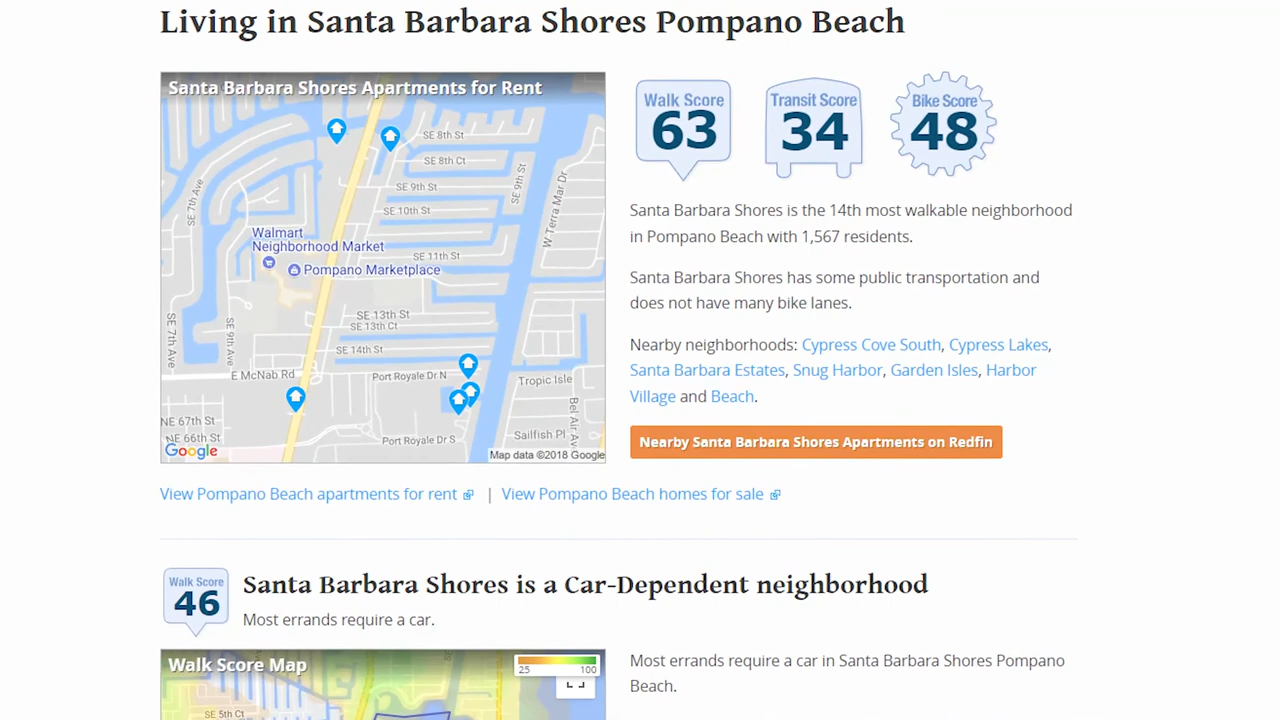 Living in Santa Barbara Shores Pompano Beach
Santa Barbara Shores Apartments for Rent
SE 8th St
SE 8th Ct
SE 9th St
SE 10th St
SE 9th St
W Terra Mar Dr
SE 7th Ave
Walmart
Neighborhood Market
Pompano Marketplace
SE 11th St
SE 13th St
SE 13th Ct
SE 14th St
SE 7th Ave
SE 9th Ave
E McNab Rd
Port Royale Dr N
Tropic Isle
Bel Air Ave
NE 67th St
NE 66th St
Port Royale Dr S
Sailfish Pl
Google
Map data ©2018 Google
Walk Score
63
Transit Score
34
Bike Score
48
Santa Barbara Shores is the 14th most walkable neighborhood
in Pompano Beach with 1,567 residents.
Santa Barbara Shores has some public transportation and
does not have many bike lanes.
Nearby neighborhoods: Cypress Cove South, Cypress Lakes,
Santa Barbara Estates, Snug Harbor, Garden Isles, Harbor
Village and Beach.
Nearby Santa Barbara Shores Apartments on Redfin
View Pompano Beach apartments for rent | View Pompano Beach homes for sale
Walk Score
46
Santa Barbara Shores is a Car-Dependent neighborhood
Most errands require a car.
Walk Score Map
25 100
SE 5th Ct
Most errands require a car in Santa Barbara Shores Pompano
Beach.